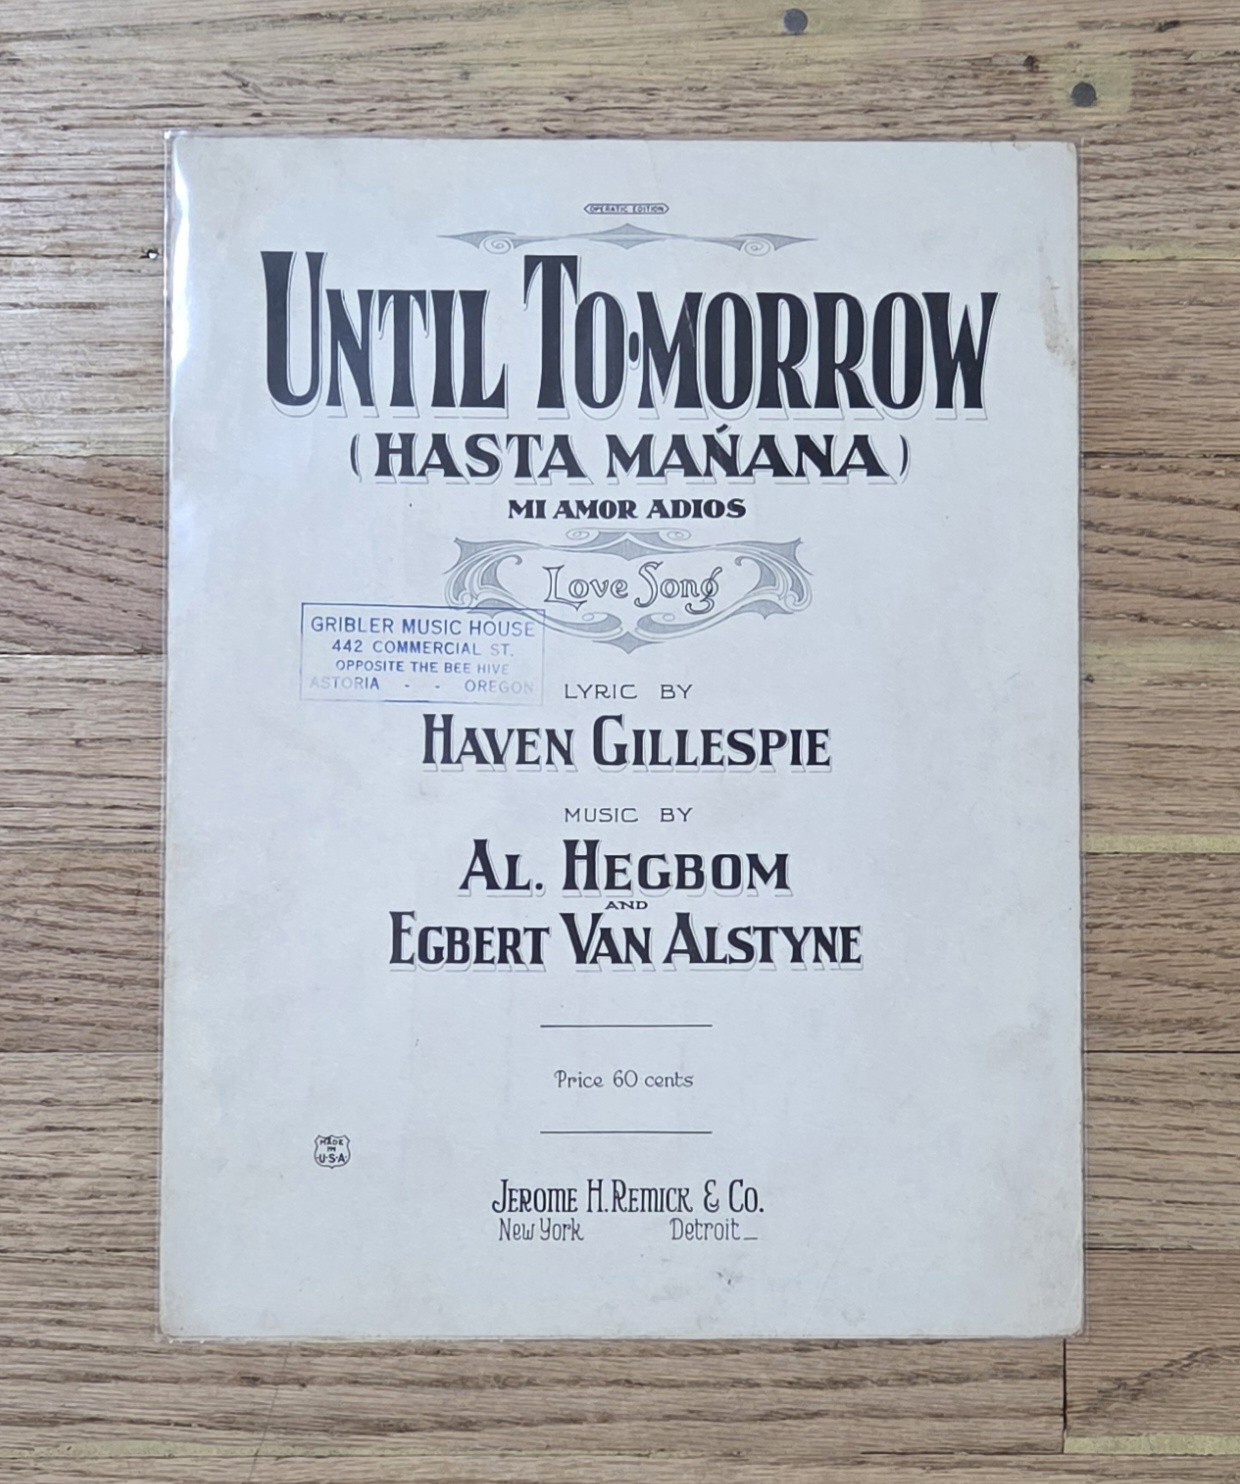 OPERATIC EDITION
UNTIL TO-MORROW
(HASTA MAÑANA)
MI AMOR ADIOS
Love Song
GRIBLER MUSIC HOUSE
442 COMMERCIAL ST.
OPPOSITE THE BEE HIVE
ASTORIA - - OREGON
LYRIC BY
HAVEN GILLESPIE
MUSIC BY
AL. HEGBOM
AND
EGBERT VAN ALSTYNE
Price 60 cents
MADE
IN
U.S.A
JEROME H. REMICK & CO.
New York Detroit